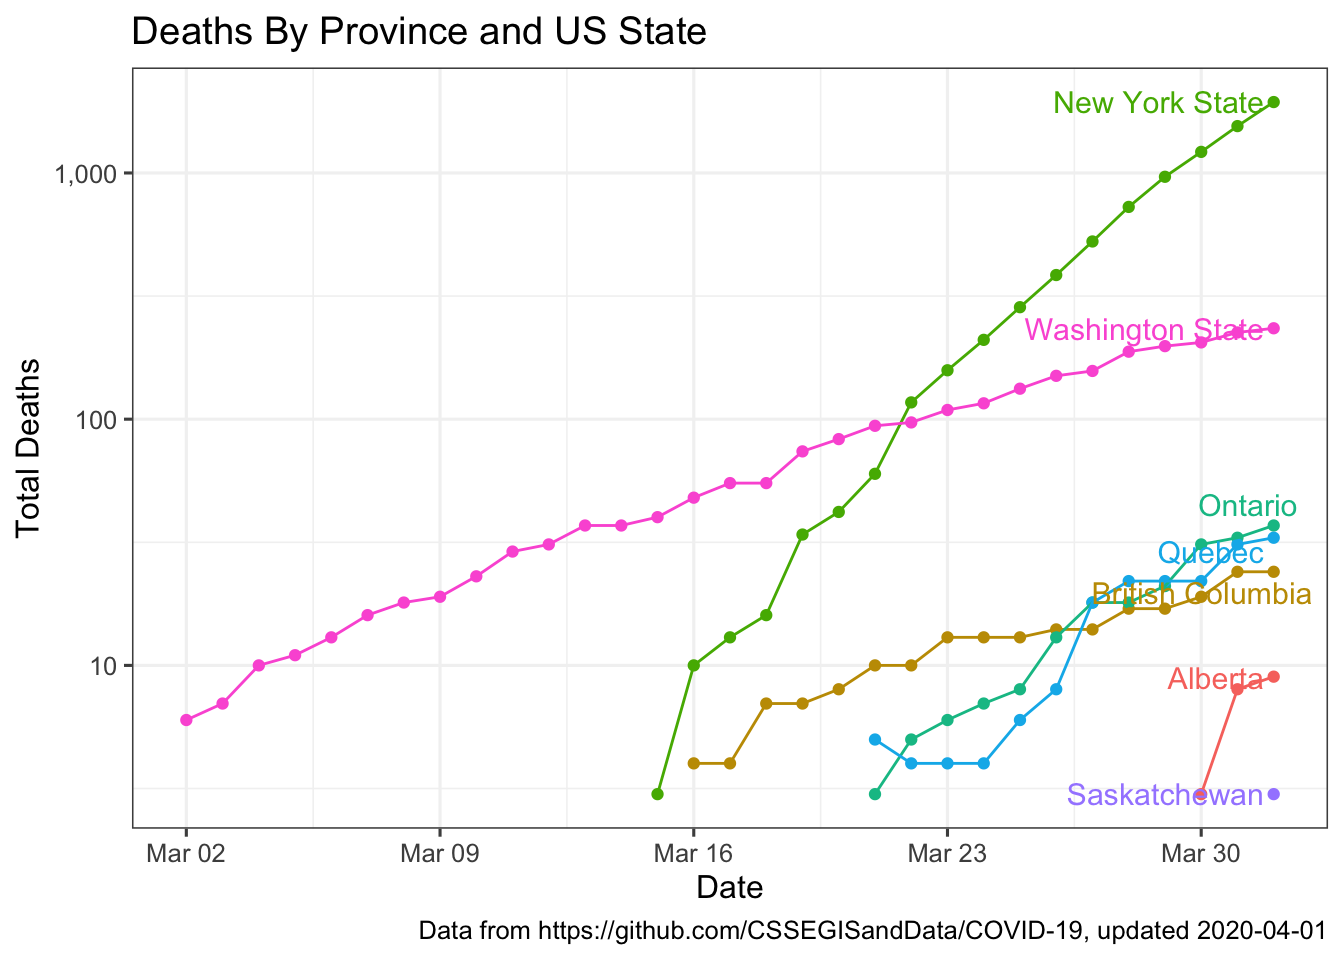 Deaths By Province and US State
New York State
1,000
Washington State
100
Ontario
Quebec
British Columbia
10
Alberta
Saskatchewan
Total Deaths
Mar 02
Mar 09
Mar 16
Mar 23
Mar 30
Date
Data from https://github.com/CSSEGISandData/COVID-19, updated 2020-04-01